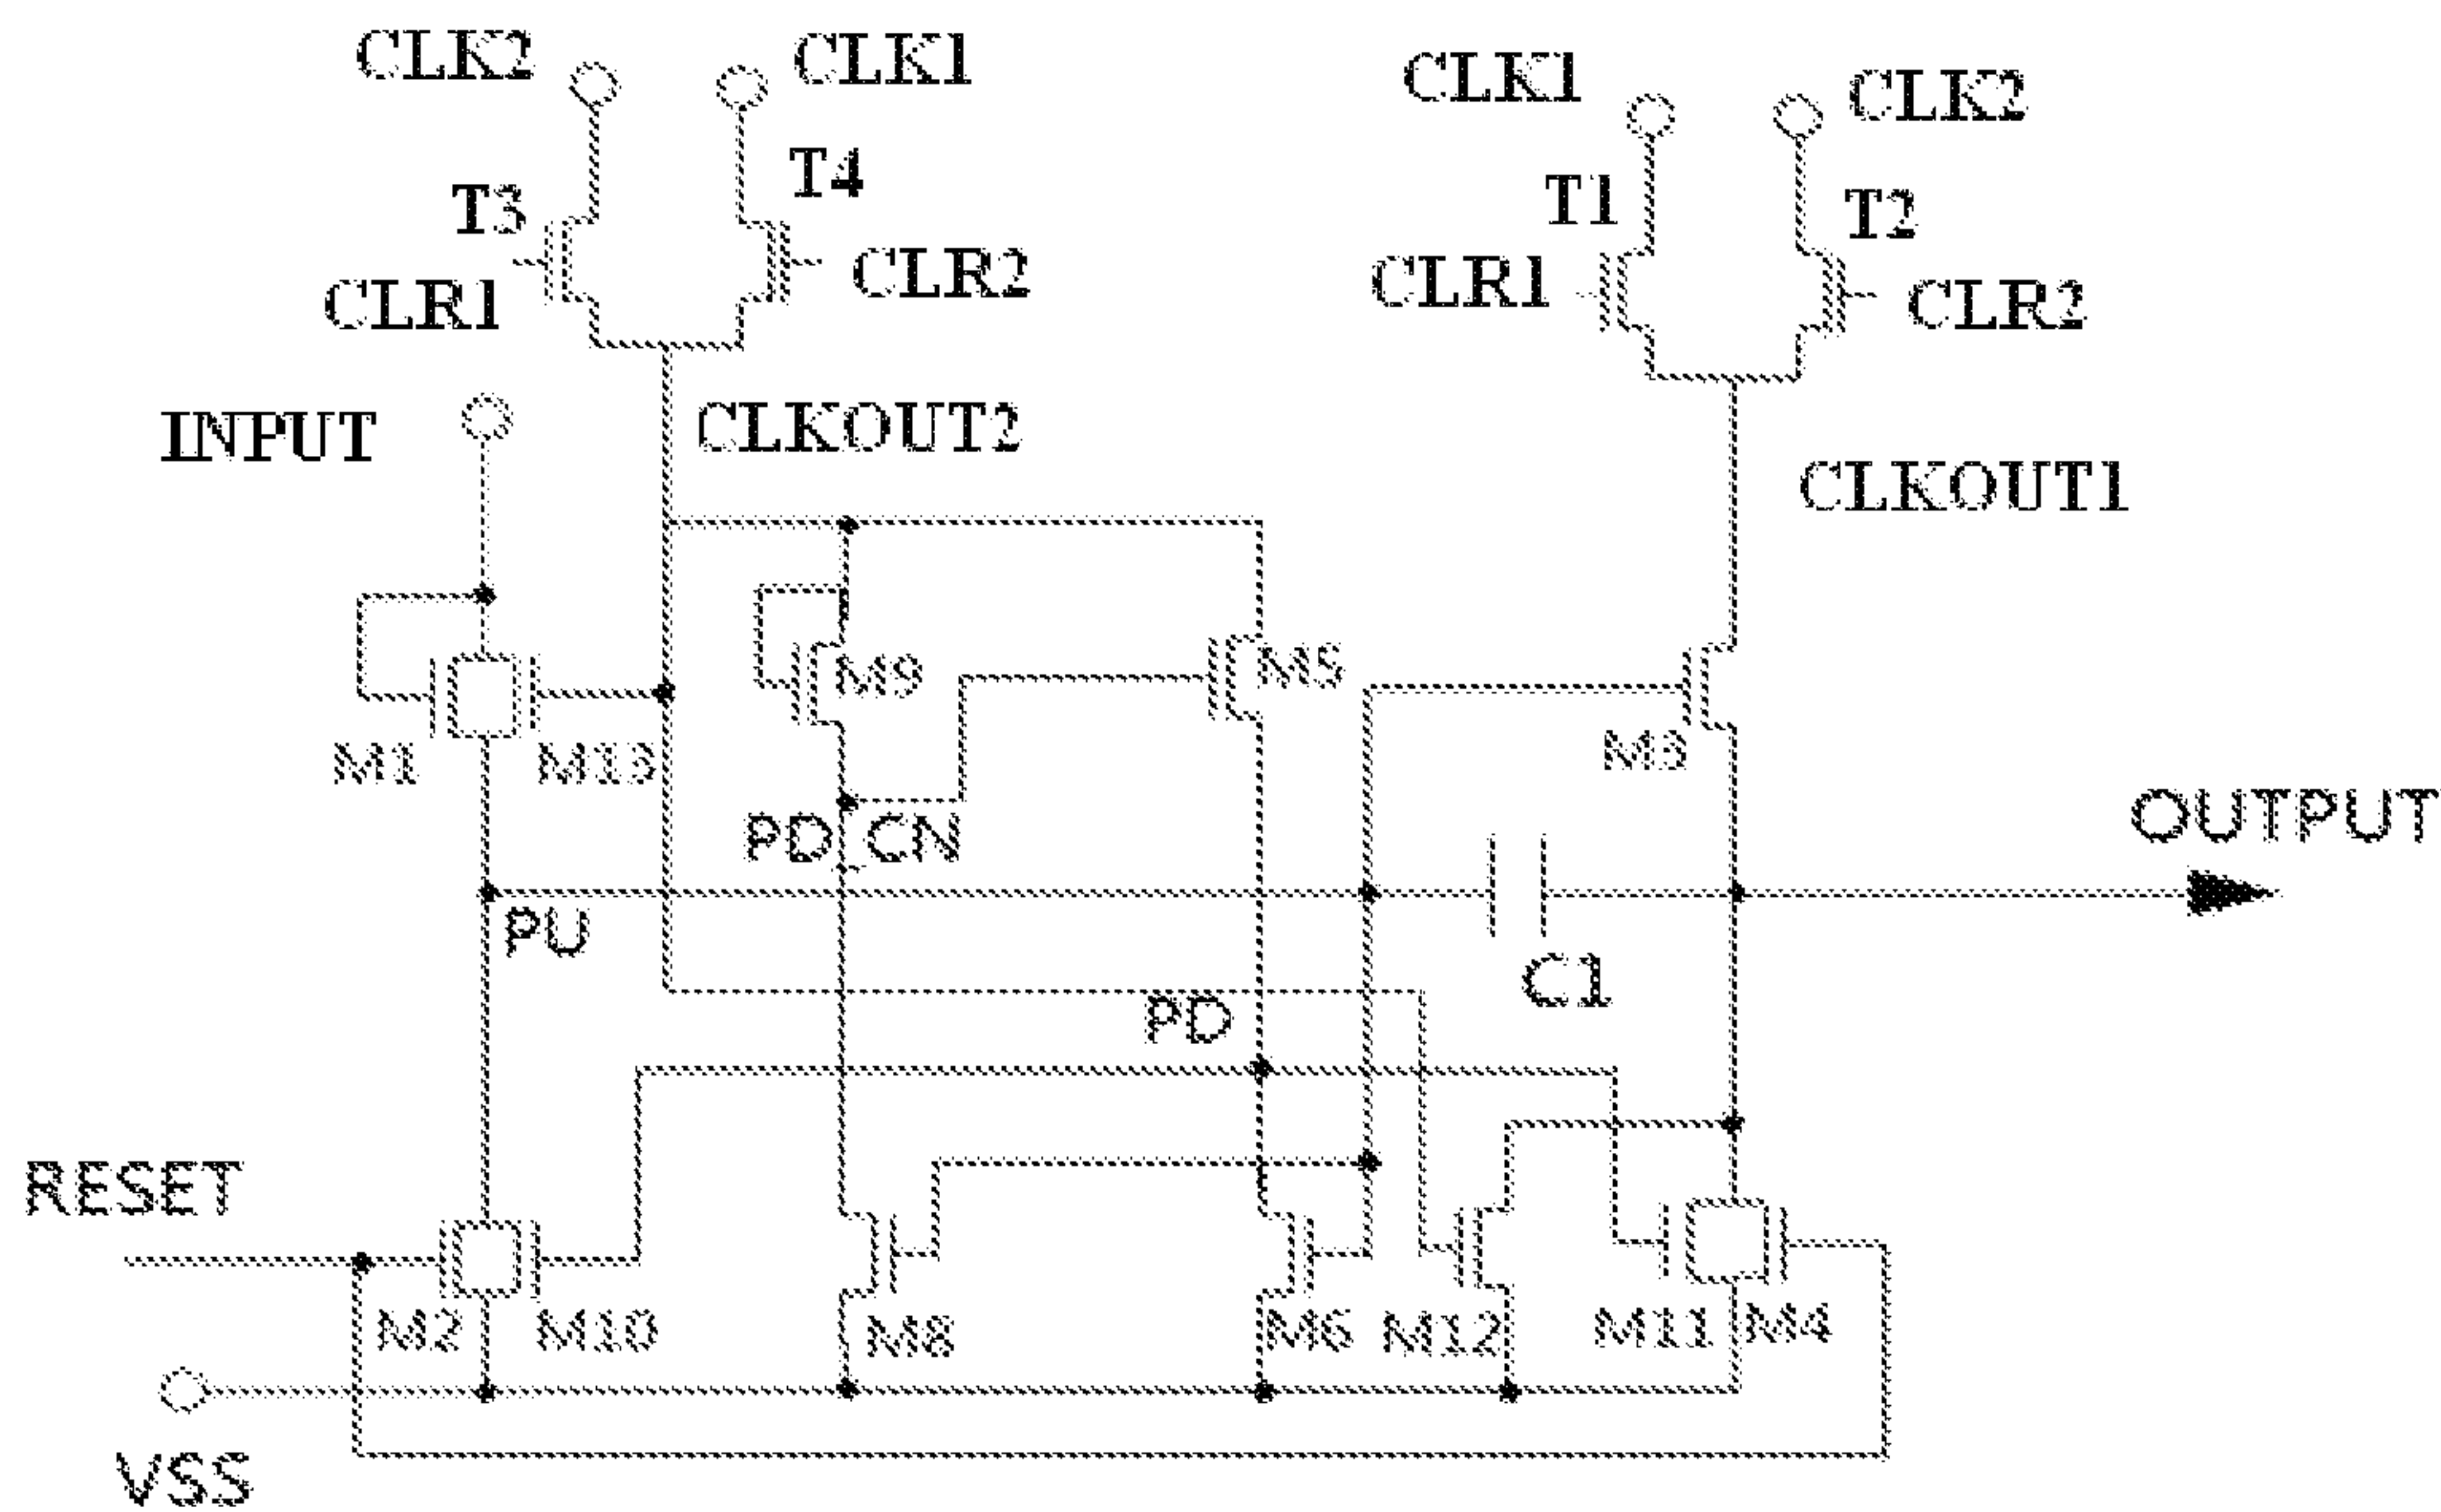 CLK2
CLK1
CLK1
CLK2
T3
T4
T1
T2
CLR1
CLR2
CLR1
CLR2
INPUT
CLKOUT2
CLKOUT1
M1
M13
M9
M5
M3
PD_CN
OUTPUT
PU
C1
PD
RESET
M2
M10
M8
M6
M12
M11
M4
VSS